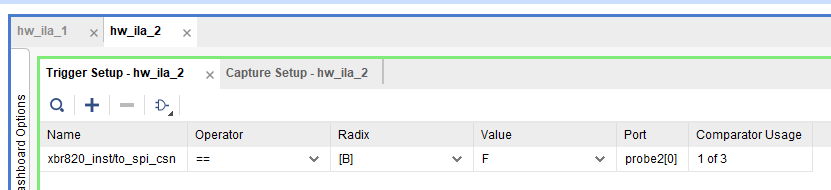 hw_ila_1 × hw_ila_2 ×
Trigger Setup - hw_ila_2 × Capture Setup - hw_ila_2
Name Operator Radix Value Port Comparator Usage
xbr820_inst/to_spi_csn == [B] F probe2[0] 1 of 3
shboard Options